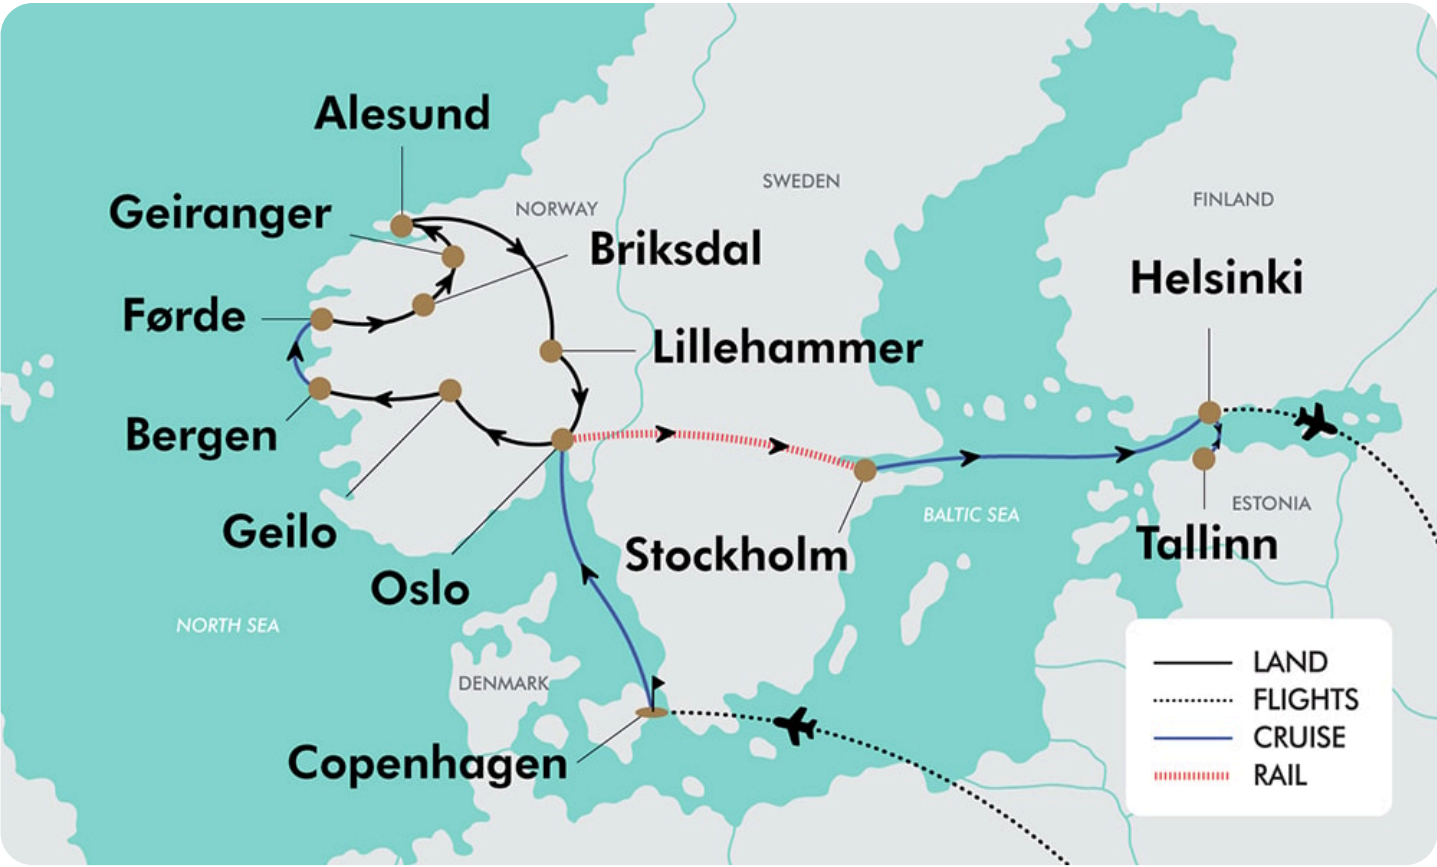 Alesund
Geiranger
NORWAY
SWEDEN
FINLAND
Briksdal
Helsinki
Førde
Lillehammer
Bergen
Geilo
Oslo
Stockholm
BALTIC SEA
ESTONIA
Tallinn
NORTH SEA
DENMARK
Copenhagen
LAND
FLIGHTS
CRUISE
RAIL